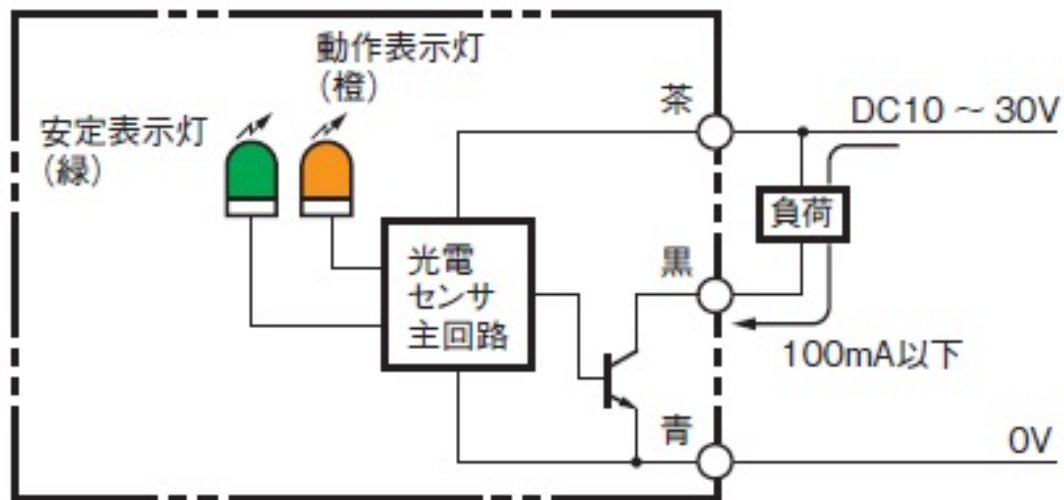 動作表示灯
(橙)
安定表示灯
(緑)
茶
DC10 ～ 30V
負荷
光電
センサ
主回路
黒
100mA以下
青
0V